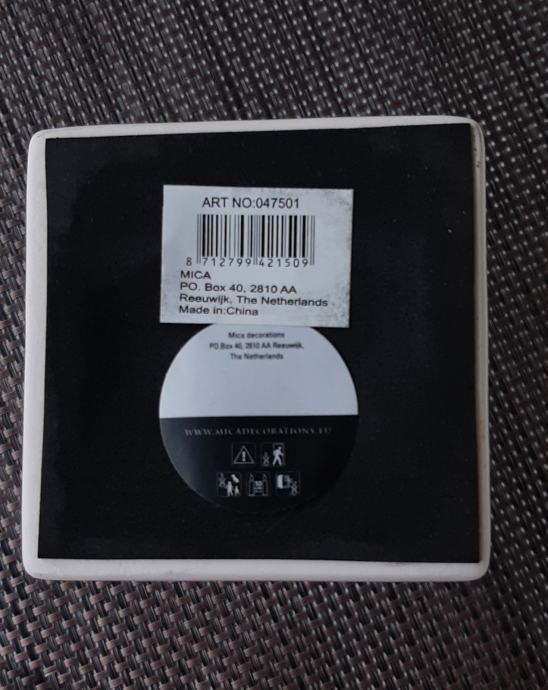 ART NO:047501
8 712799 421509
MICA
PO. Box 40, 2810 AA
Reeuwijk, The Netherlands
Made in:China
Mica decorations
PO.Box 40, 2810 AA Reeuwijk,
The Netherlands
WWW.MICADECORATIONS.EU